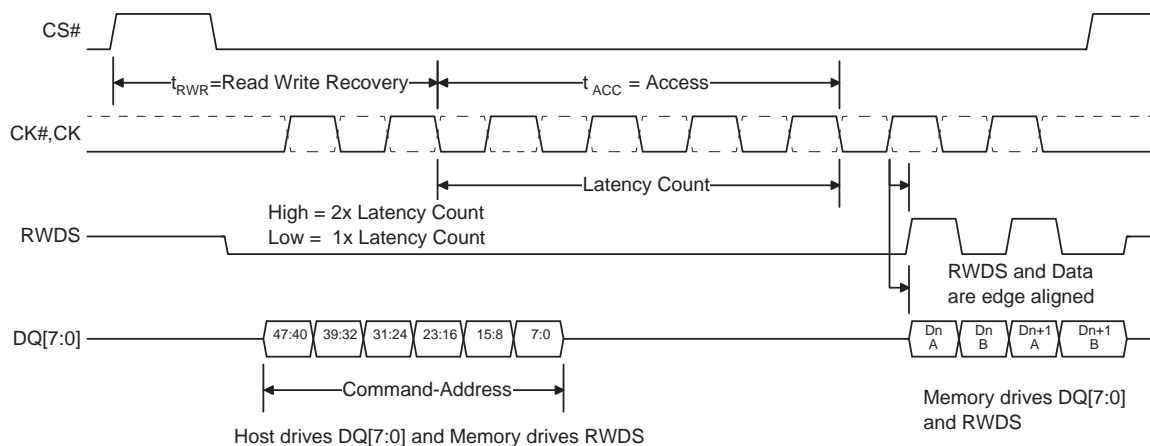 CS#
t RWR=Read Write Recovery
t ACC = Access
CK#,CK
Latency Count
High = 2x Latency Count
Low = 1x Latency Count
RWDS
RWDS and Data
are edge aligned
DQ[7:0]
47:40 39:32 31:24 23:16 15:8 7:0
Dn A
Dn B
Dn+1 A
Dn+1 B
Command-Address
Memory drives DQ[7:0]
and RWDS
Host drives DQ[7:0] and Memory drives RWDS